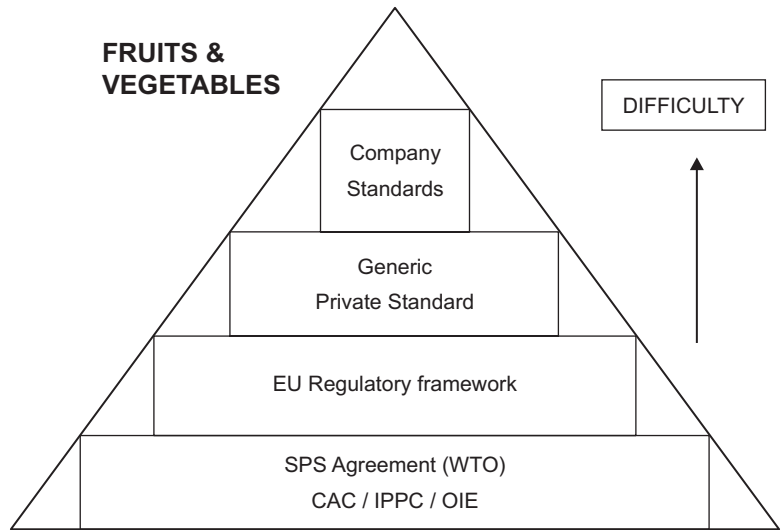 FRUITS &
VEGETABLES
DIFFICULTY
Company
Standards
Generic
Private Standard
EU Regulatory framework
SPS Agreement (WTO)
CAC / IPPC / OIE